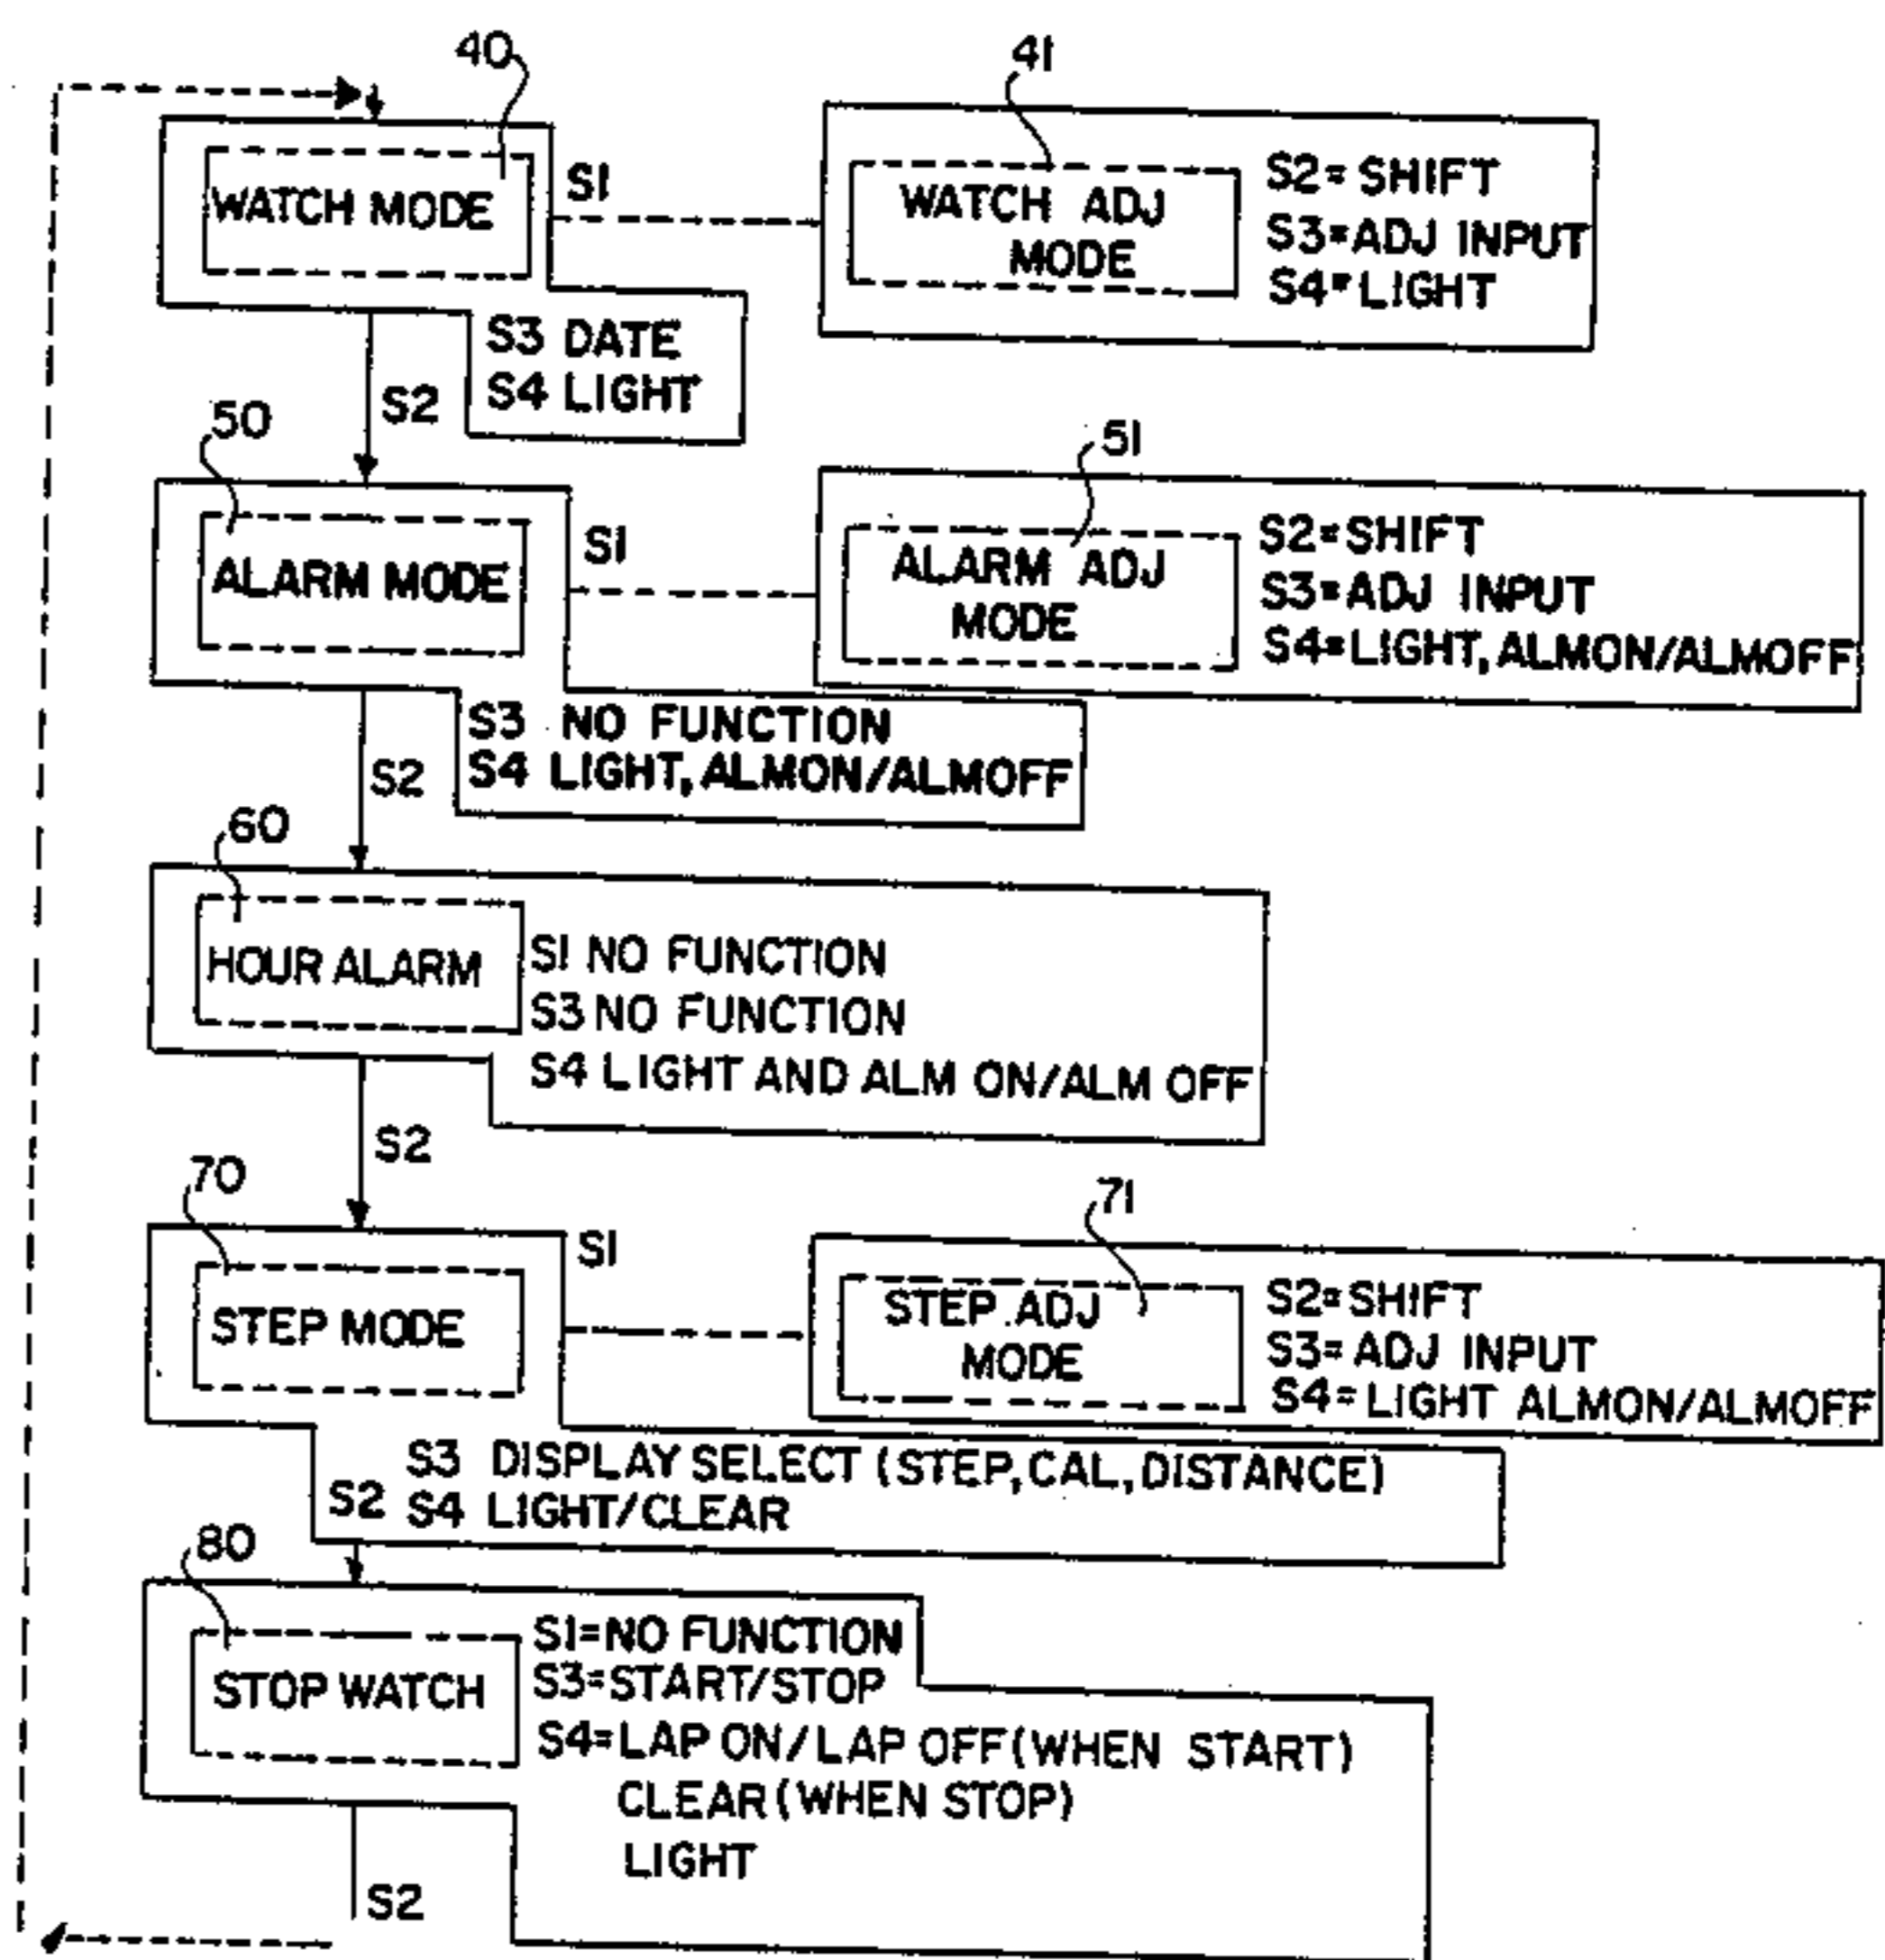 40
41
WATCH MODE
S1
WATCH ADJ
MODE
S2=SHIFT
S3=ADJ INPUT
S4=LIGHT
S3 DATE
S4 LIGHT
S2
50
51
ALARM MODE
S1
ALARM ADJ
MODE
S2=SHIFT
S3=ADJ INPUT
S4=LIGHT, ALMON/ALMOFF
S3 NO FUNCTION
S4 LIGHT, ALMON/ALMOFF
S2
60
HOUR ALARM
S1 NO FUNCTION
S3 NO FUNCTION
S4 LIGHT AND ALM ON/ALM OFF
S2
70
71
STEP MODE
S1
STEP ADJ
MODE
S2=SHIFT
S3=ADJ INPUT
S4=LIGHT ALMON/ALMOFF
S3 DISPLAY SELECT (STEP, CAL, DISTANCE)
S4 LIGHT/CLEAR
S2
80
STOP WATCH
S1=NO FUNCTION
S3=START/STOP
S4=LAP ON/LAP OFF (WHEN START)
CLEAR (WHEN STOP)
LIGHT
S2